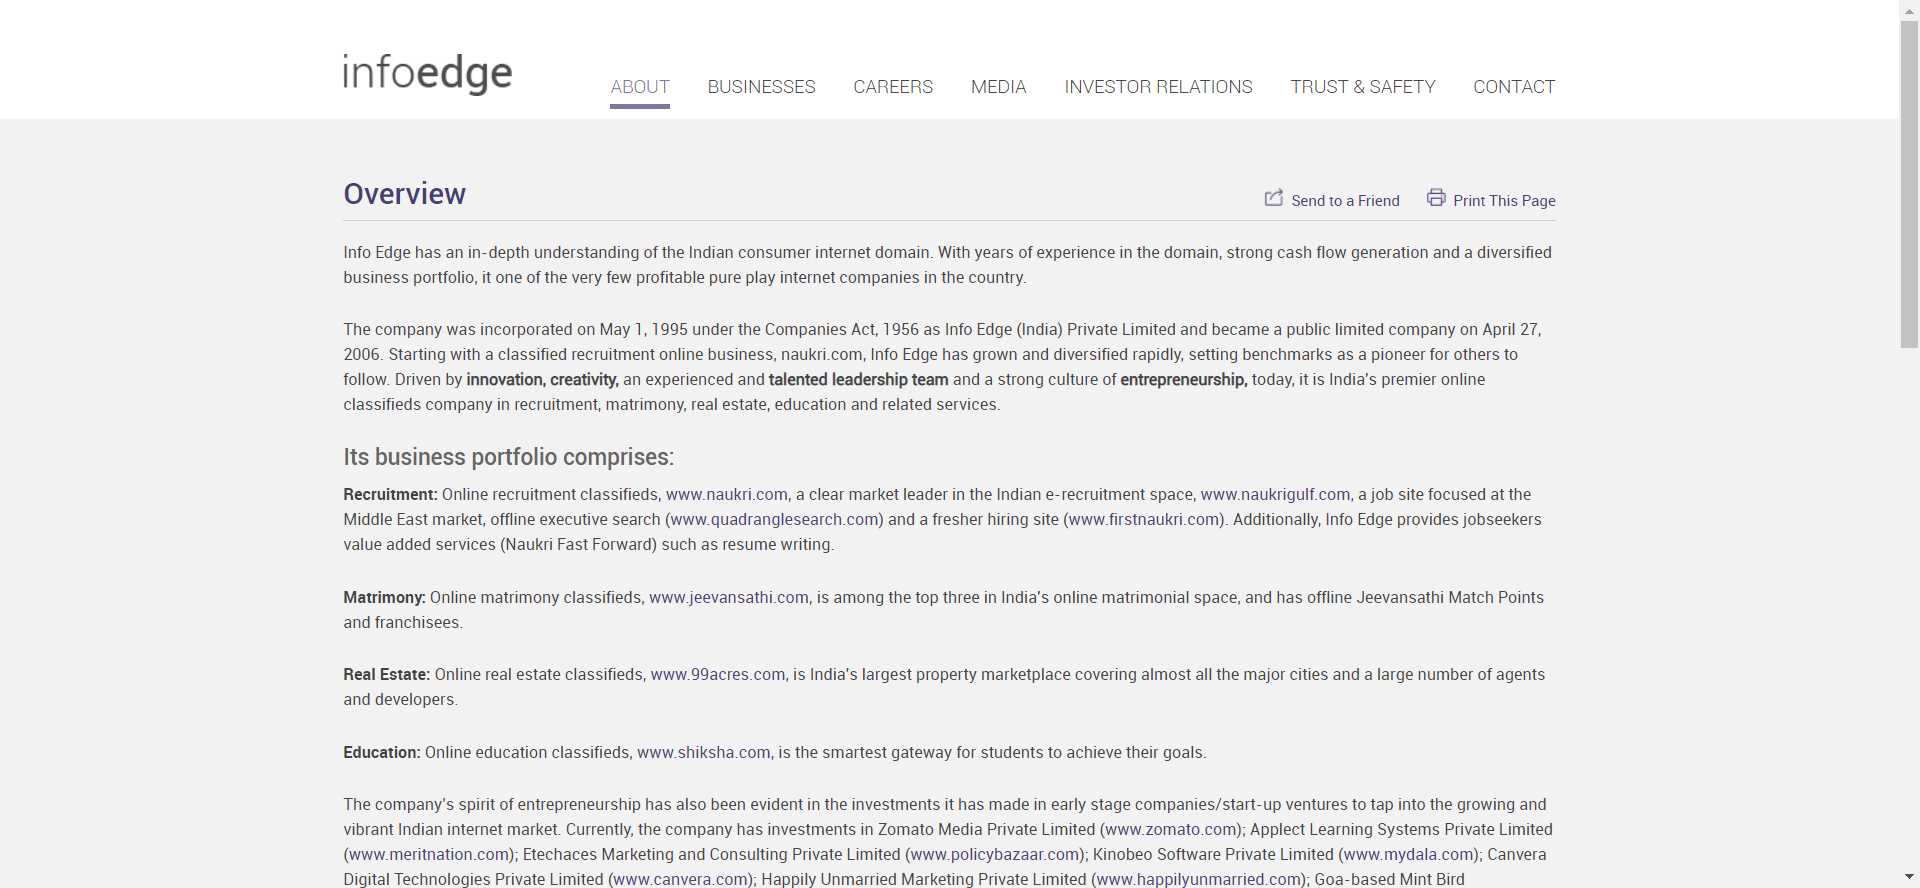 infoedge
ABOUT BUSINESSES CAREERS MEDIA INVESTOR RELATIONS TRUST & SAFETY CONTACT
Overview
Send to a Friend Print This Page
Info Edge has an in-depth understanding of the Indian consumer internet domain. With years of experience in the domain, strong cash flow generation and a diversified
business portfolio, it one of the very few profitable pure play internet companies in the country.
The company was incorporated on May 1, 1995 under the Companies Act, 1956 as Info Edge (India) Private Limited and became a public limited company on April 27,
2006. Starting with a classified recruitment online business, naukri.com, Info Edge has grown and diversified rapidly, setting benchmarks as a pioneer for others to
follow. Driven by innovation, creativity, an experienced and talented leadership team and a strong culture of entrepreneurship, today, it is India's premier online
classifieds company in recruitment, matrimony, real estate, education and related services.
Its business portfolio comprises:
Recruitment: Online recruitment classifieds, www.naukri.com, a clear market leader in the Indian e-recruitment space, www.naukrigulf.com, a job site focused at the
Middle East market, offline executive search (www.quadranglesearch.com) and a fresher hiring site (www.firstnaukri.com). Additionally, Info Edge provides jobseekers
value added services (Naukri Fast Forward) such as resume writing.
Matrimony: Online matrimony classifieds, www.jeevansathi.com, is among the top three in India's online matrimonial space, and has offline Jeevansathi Match Points
and franchisees.
Real Estate: Online real estate classifieds, www.99acres.com, is India's largest property marketplace covering almost all the major cities and a large number of agents
and developers.
Education: Online education classifieds, www.shiksha.com, is the smartest gateway for students to achieve their goals.
The company's spirit of entrepreneurship has also been evident in the investments it has made in early stage companies/start-up ventures to tap into the growing and
vibrant Indian internet market. Currently, the company has investments in Zomato Media Private Limited (www.zomato.com); Applect Learning Systems Private Limited
(www.meritnation.com); Etechaces Marketing and Consulting Private Limited (www.policybazaar.com); Kinobeo Software Private Limited (www.mydala.com); Canvera
Digital Technologies Private Limited (www.canvera.com); Happily Unmarried Marketing Private Limited (www.happilyunmarried.com); Goa-based Mint Bird